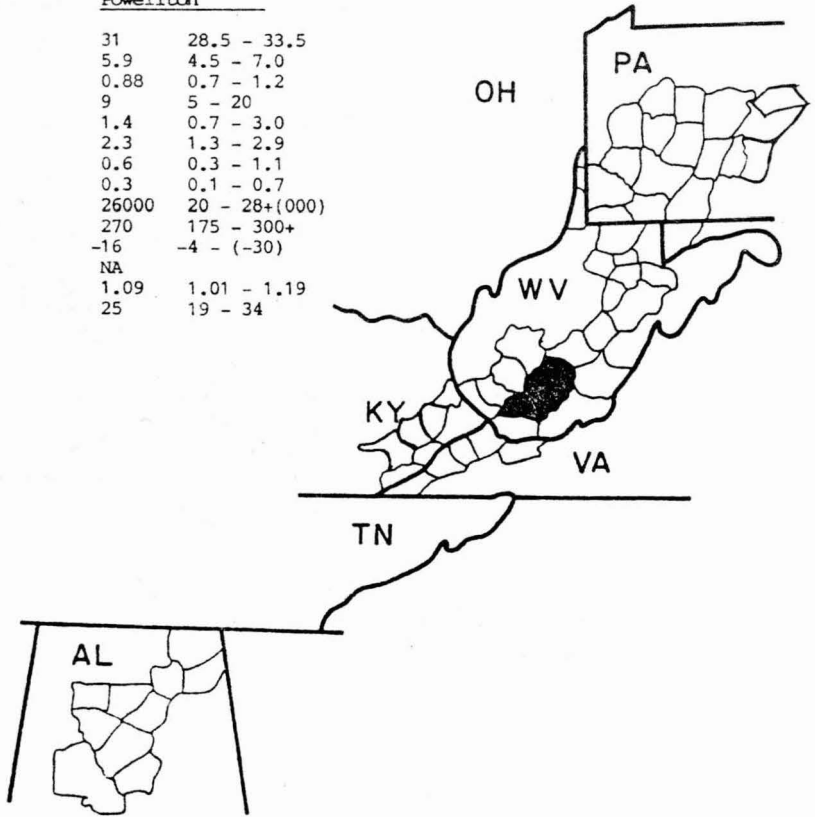 Powellton
31 28.5 - 33.5
5.9 4.5 - 7.0
0.88 0.7 - 1.2
9 5 - 20
1.4 0.7 - 3.0
2.3 1.3 - 2.9
0.6 0.3 - 1.1
0.3 0.1 - 0.7
26000 20 - 28+(000)
270 175 - 300+
-16 -4 - (-30)
NA
1.09 1.01 - 1.19
25 19 - 34
OH
PA
WV
KY
VA
TN
AL